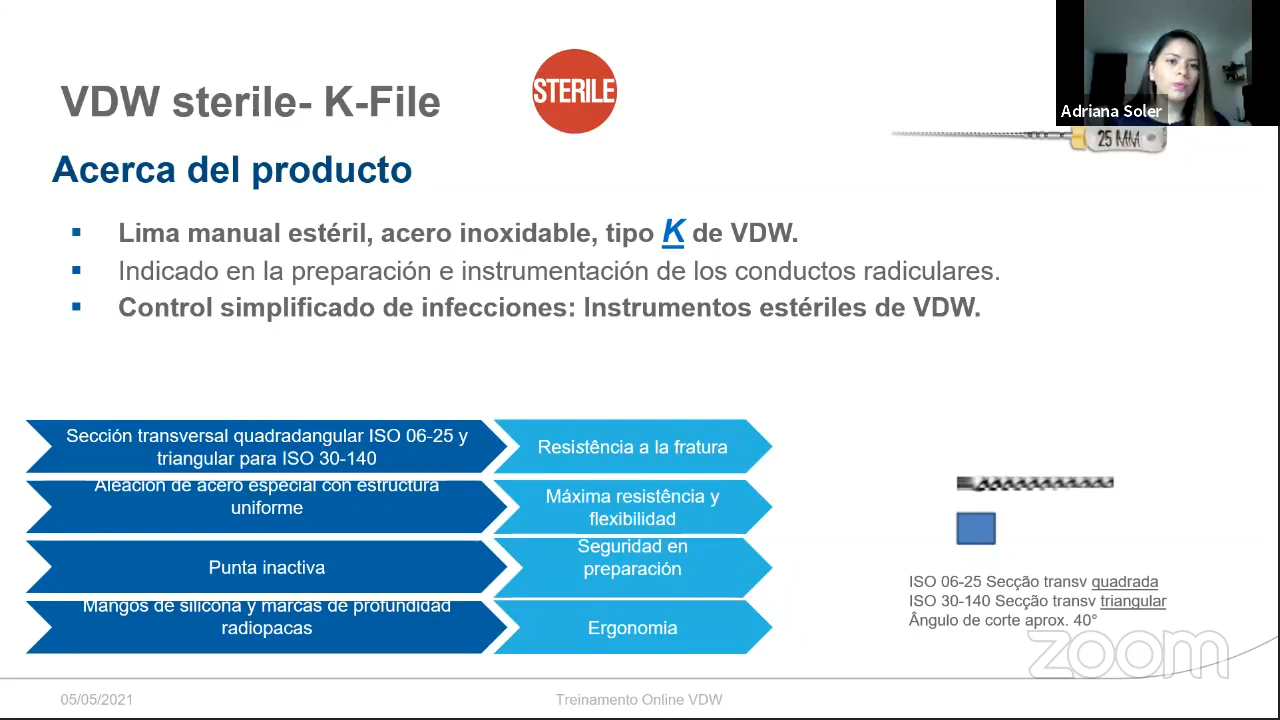 VDW sterile- K-File
STERILE
Adriana Soler
25 MM
Acerca del producto
Lima manual estéril, acero inoxidable, tipo K de VDW.
Indicado en la preparación e instrumentación de los conductos radiculares.
Control simplificado de infecciones: Instrumentos estériles de VDW.
Sección transversal quadradangular ISO 06-25 y
triangular para ISO 30-140
Resistência a la fratura
Aleación de acero especial con estructura
uniforme
Máxima resistência y
flexibilidad
Punta inactiva
Seguridad en
preparación
Mangos de silicona y marcas de profundidad
radiopacas
Ergonomia
ISO 06-25 Secção transv quadrada
ISO 30-140 Secção transv triangular
Ângulo de corte aprox. 40°
zoom
05/05/2021
Treinamento Online VDW